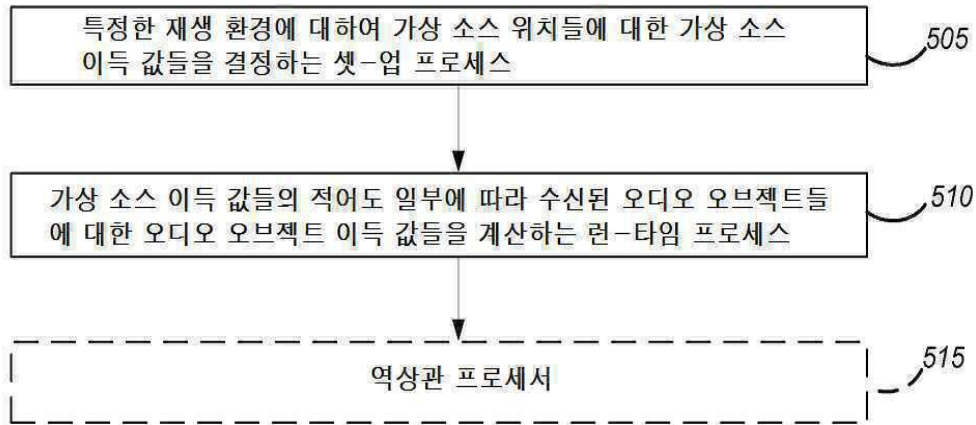 특정한 재생 환경에 대하여 가상 소스 위치들에 대한 가상 소스
이득 값들을 결정하는 셋-업 프로세스
505
가상 소스 이득 값들의 적어도 일부에 따라 수신된 오디오 오브젝트들
에 대한 오디오 오브젝트 이득 값들을 계산하는 런-타임 프로세스
510
역상관 프로세서
515